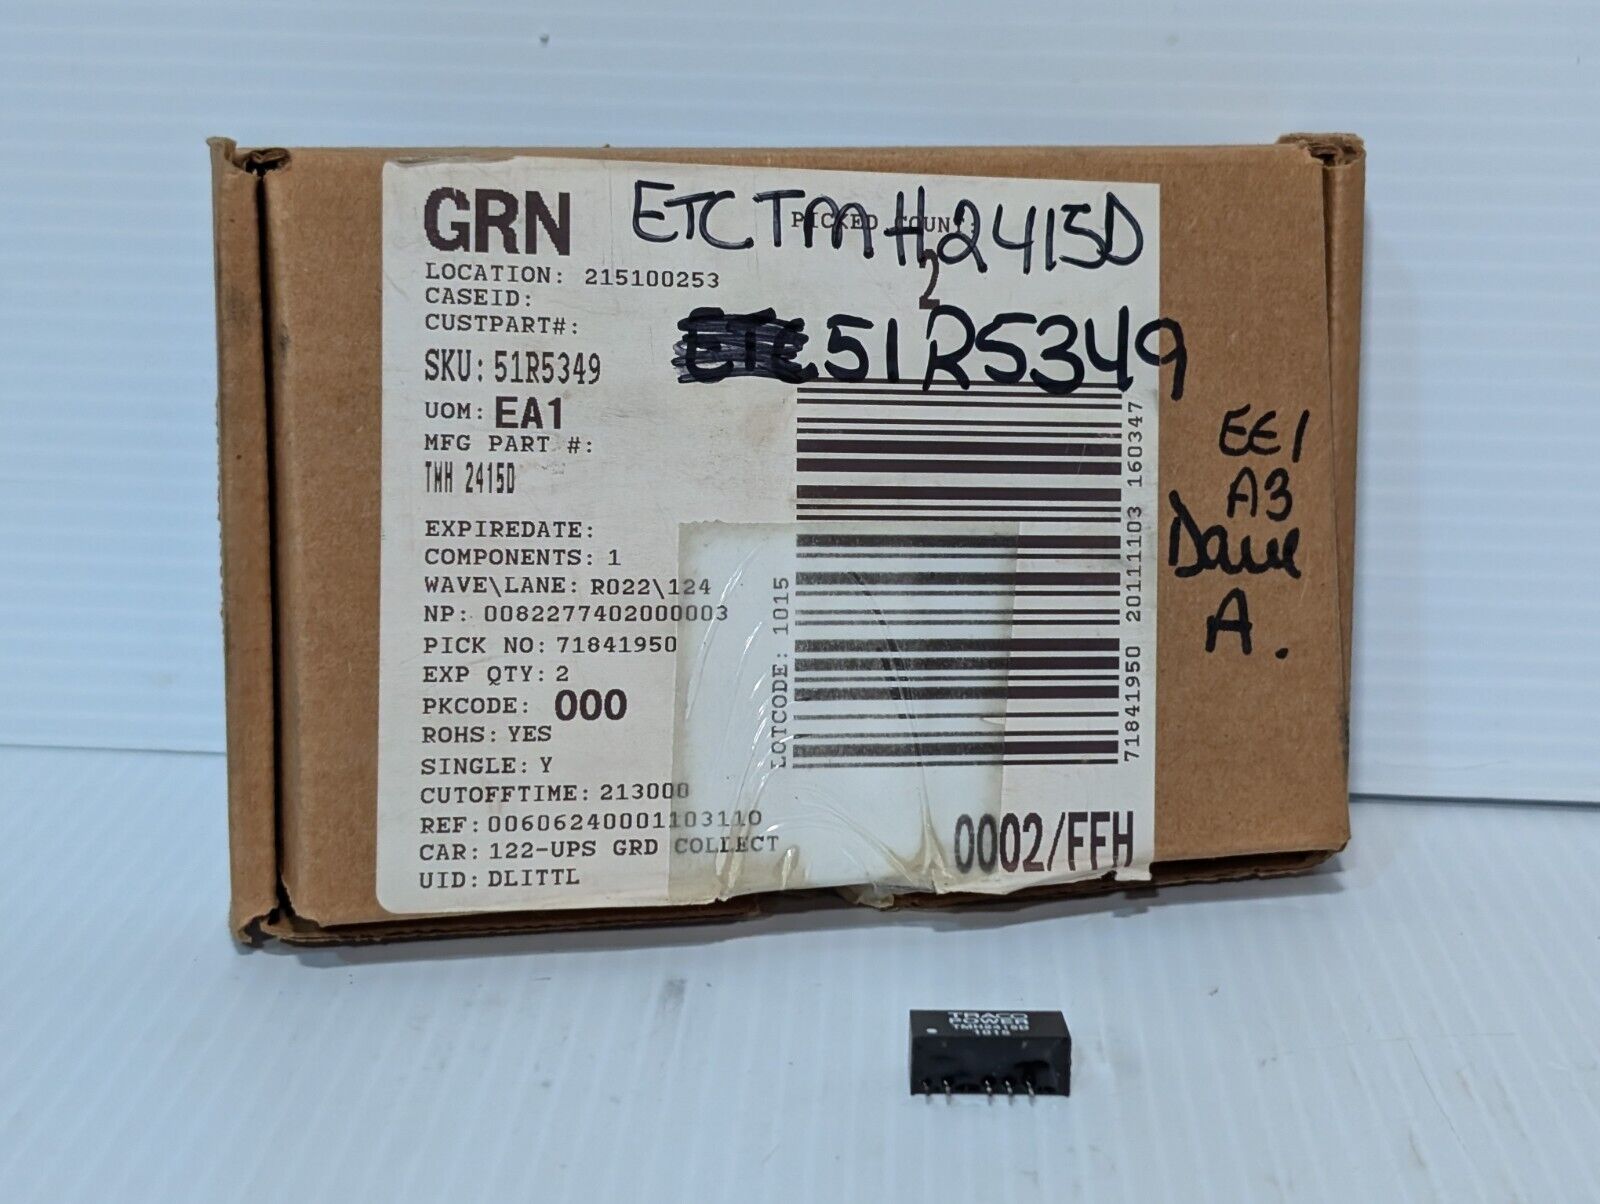 GRN
ETC TMH2415D
PICKED COUNT:
2
LOCATION: 215100253
CASEID:
CUSTPART#:
ETC 51R5349
SKU: 51R5349
UOM: EA1
MFG PART #:
TMH 2415D
EXPIREDATE:
COMPONENTS: 1
WAVE\LANE: R022\124
NP: 0082277402000003
PICK NO: 71841950
EXP QTY: 2
PKCODE: 000
ROHS: YES
SINGLE: Y
CUTOFFTIME: 213000
REF: 00606240001103110
CAR: 122-UPS GRD COLLECT
UID: DLITTL
LOTCODE: 1015
71841950 20111103 160347
0002/FFH
EE1
A3
Dave
A.
TRACO
POWER
TMH2415D
1015